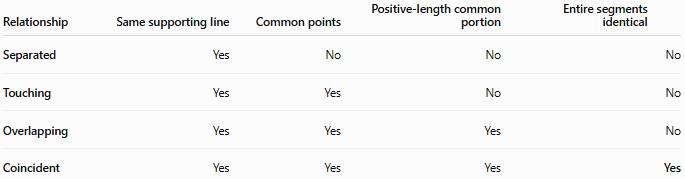 Relationship Same supporting line Common points Positive-length common portion Entire segments identical
Separated Yes No No No
Touching Yes Yes No No
Overlapping Yes Yes Yes No
Coincident Yes Yes Yes Yes